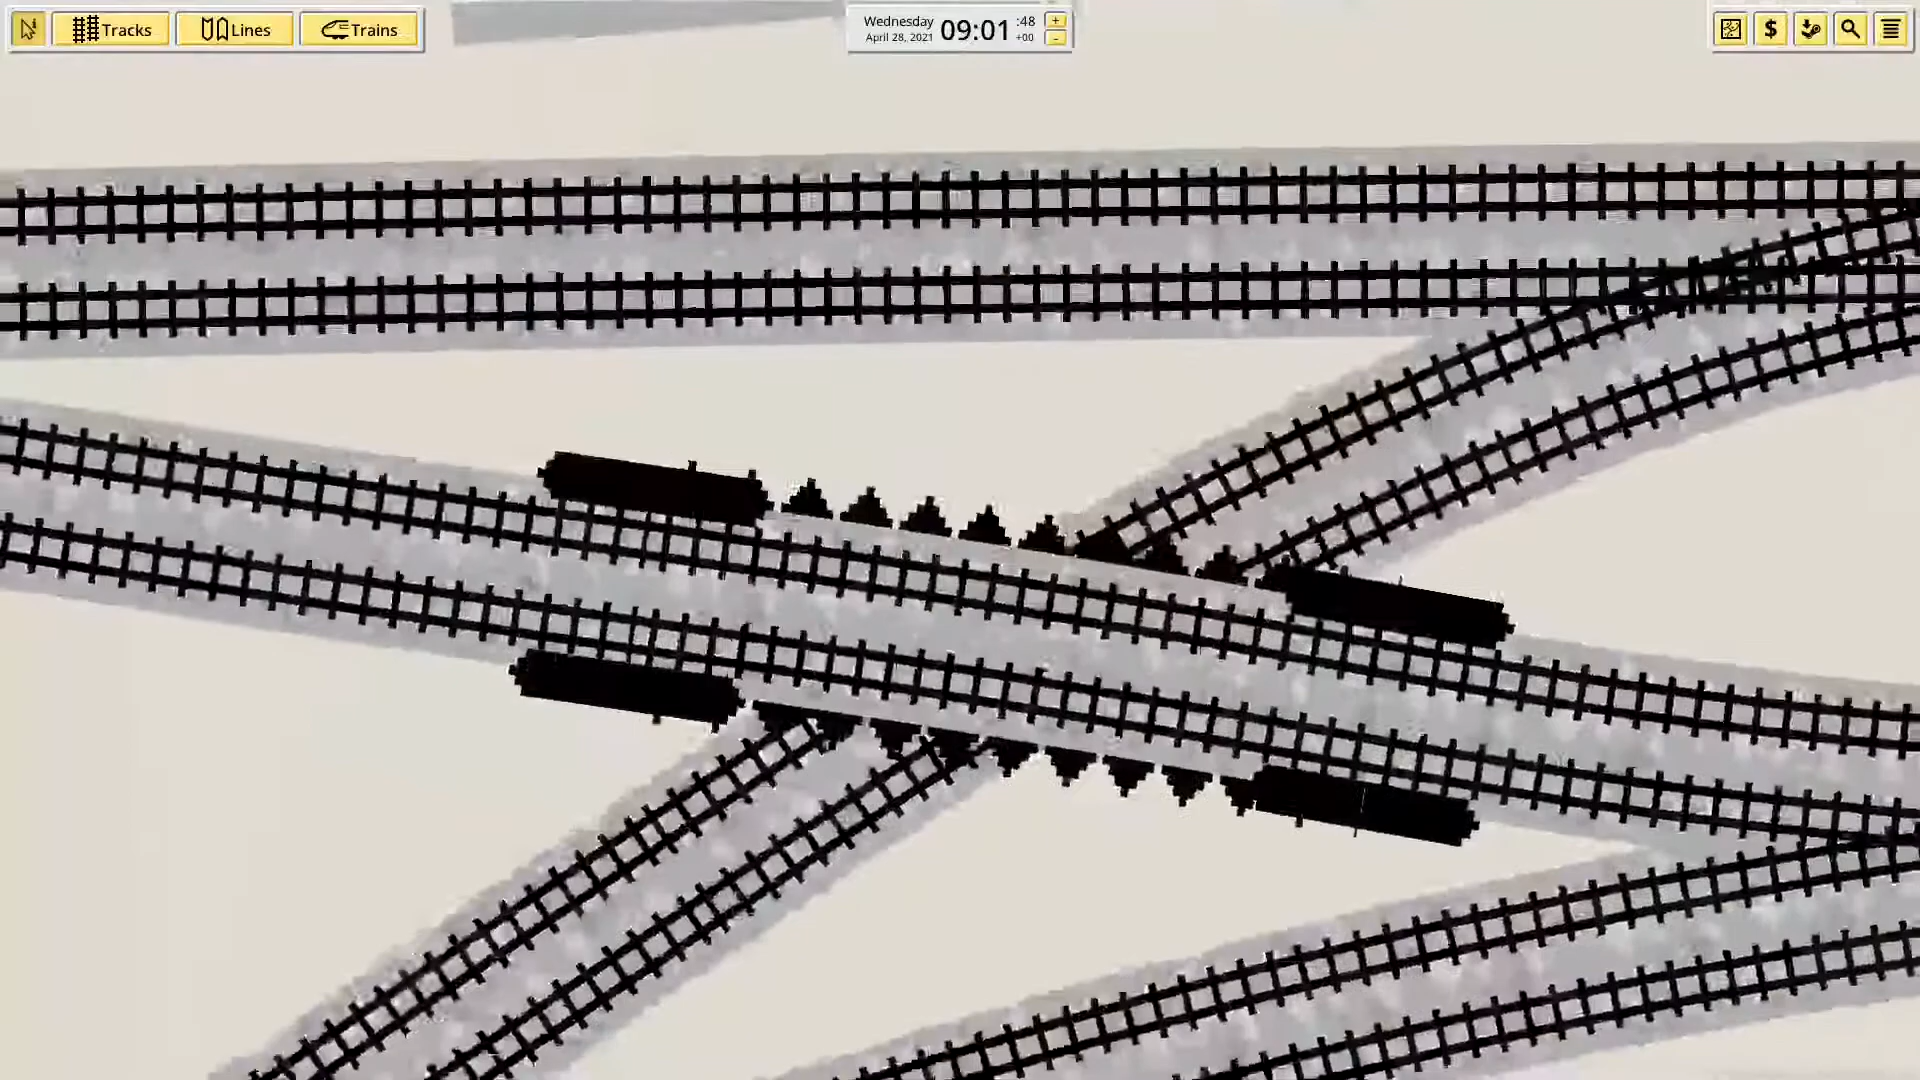 Tracks
Lines
Trains
Wednesday
April 28, 2021
09:01
:48
+00
+
-
$